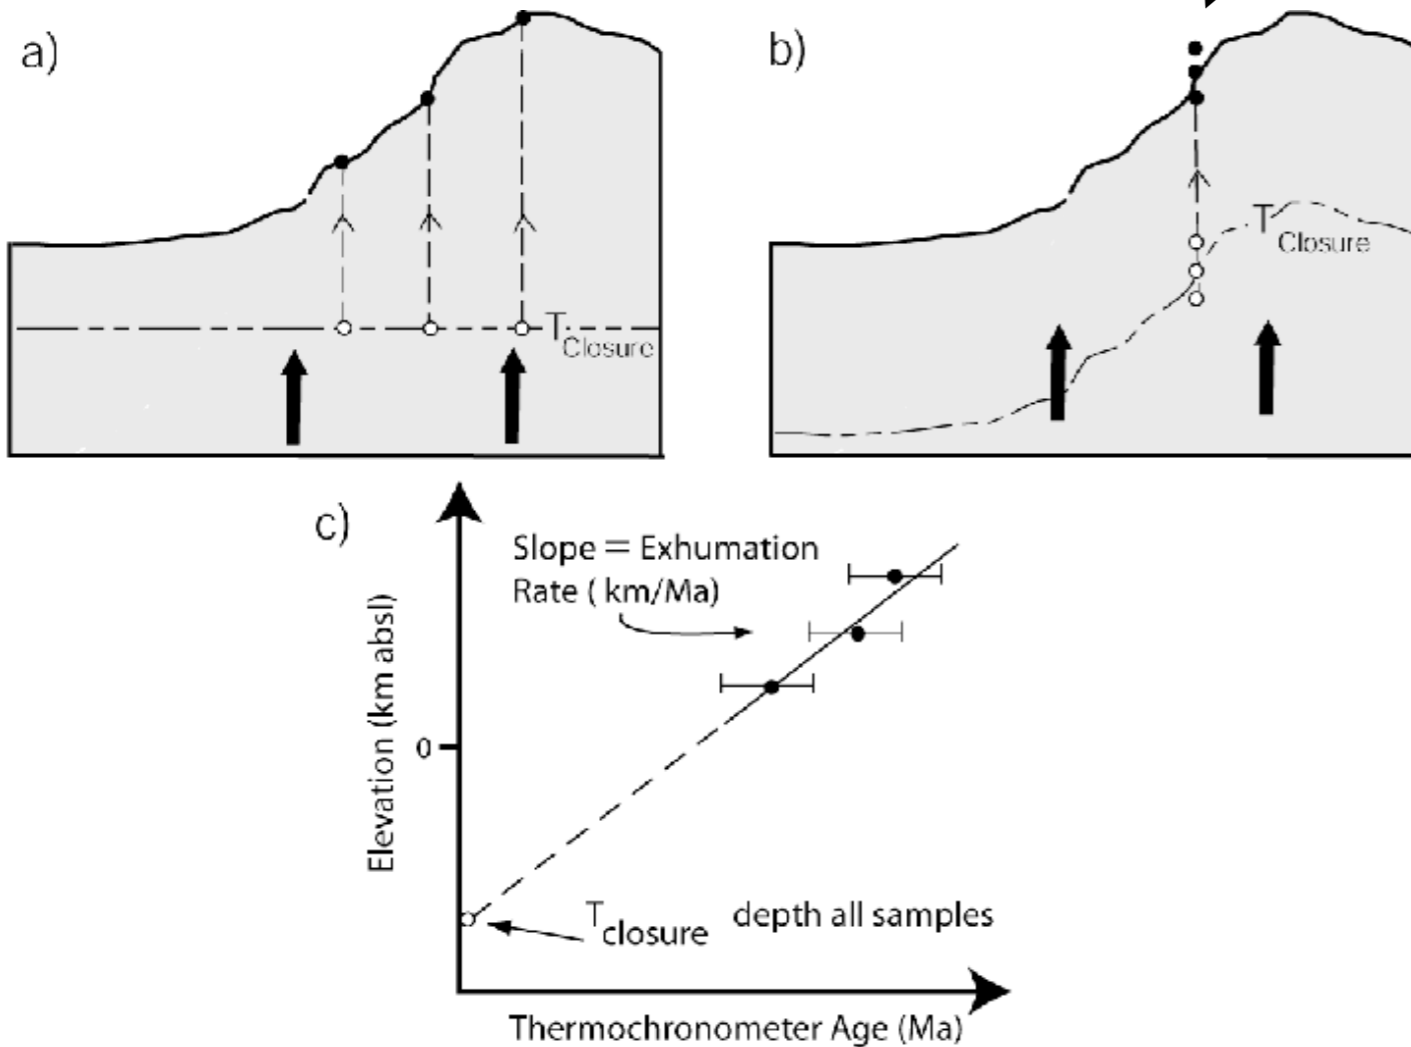 a)
T Closure
b)
T Closure
c)
Slope = Exhumation
Rate ( km/Ma)
Elevation (km absl)
0
T closure depth all samples
Thermochronometer Age (Ma)